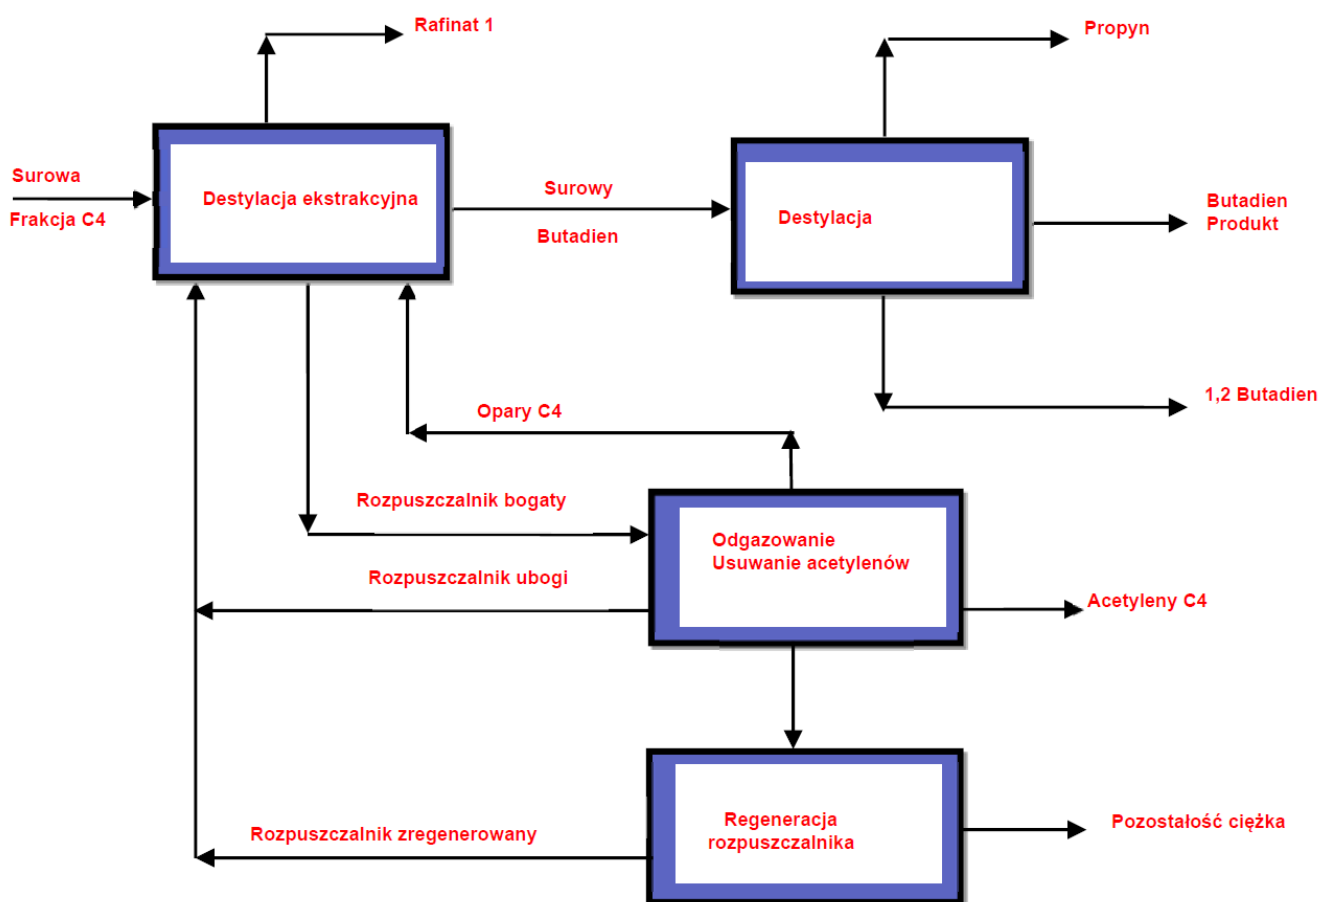 Rafinat 1
Propyn
Surowa
Frakcja C4
Destylacja ekstrakcyjna
Surowy
Butadien
Destylacja
Butadien
Produkt
1,2 Butadien
Opary C4
Rozpuszczalnik bogaty
Odgazowanie
Usuwanie acetylenów
Rozpuszczalnik ubogi
Acetyleny C4
Regeneracja
rozpuszczalnika
Rozpuszczalnik zregenerowany
Pozostałość ciężka